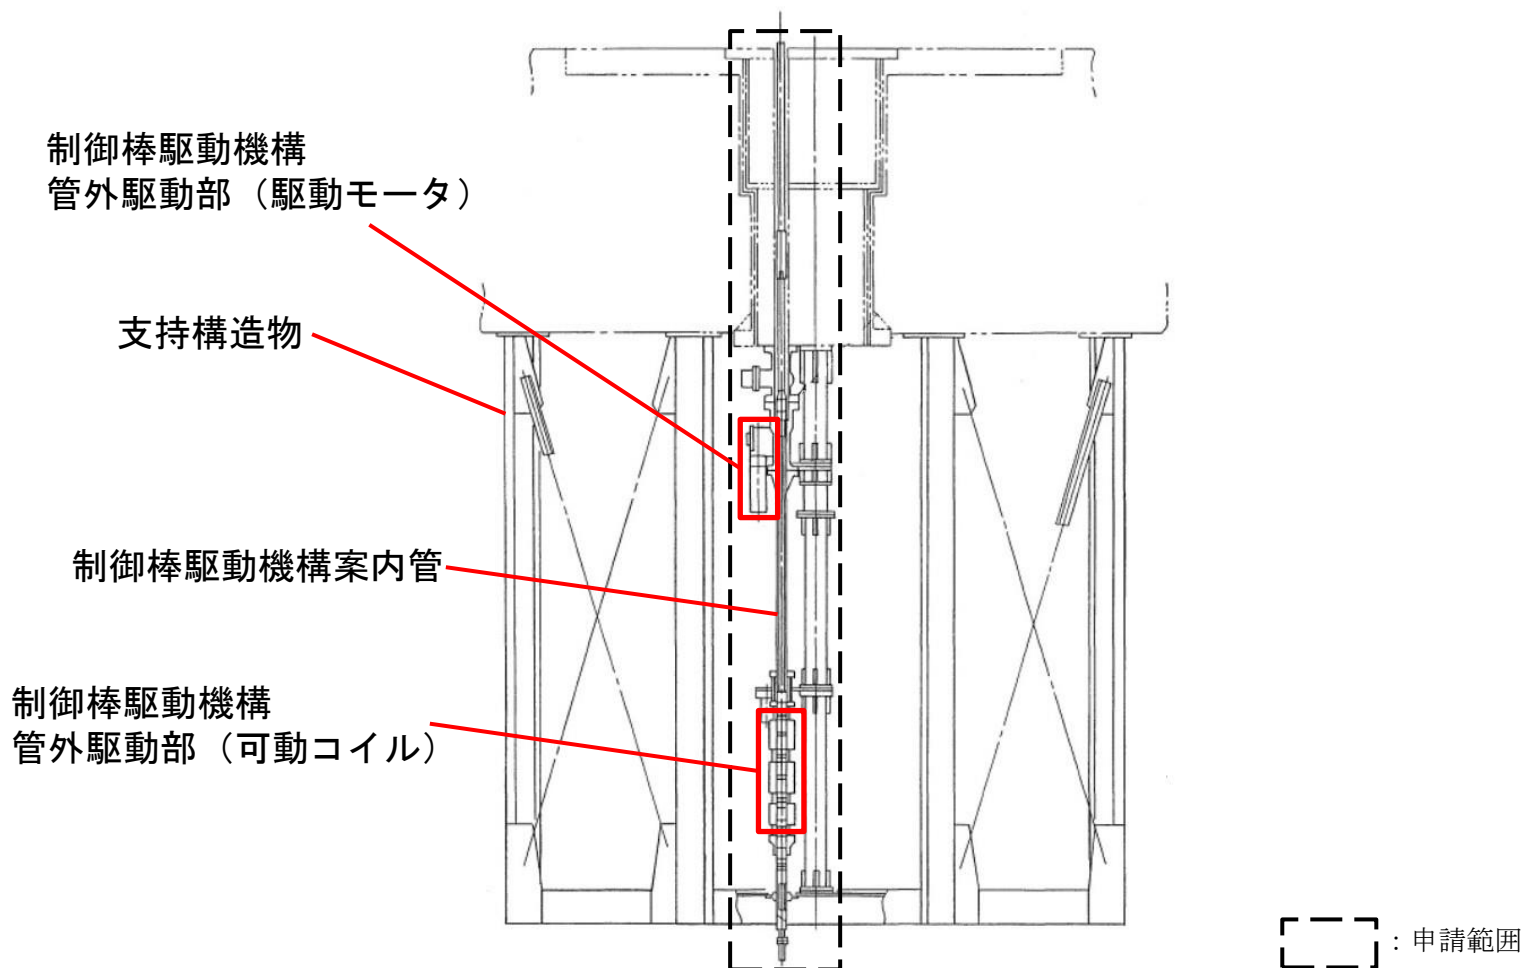 制御棒駆動機構
管外駆動部（駆動モータ）
支持構造物
制御棒駆動機構案内管
制御棒駆動機構
管外駆動部（可動コイル）
：申請範囲